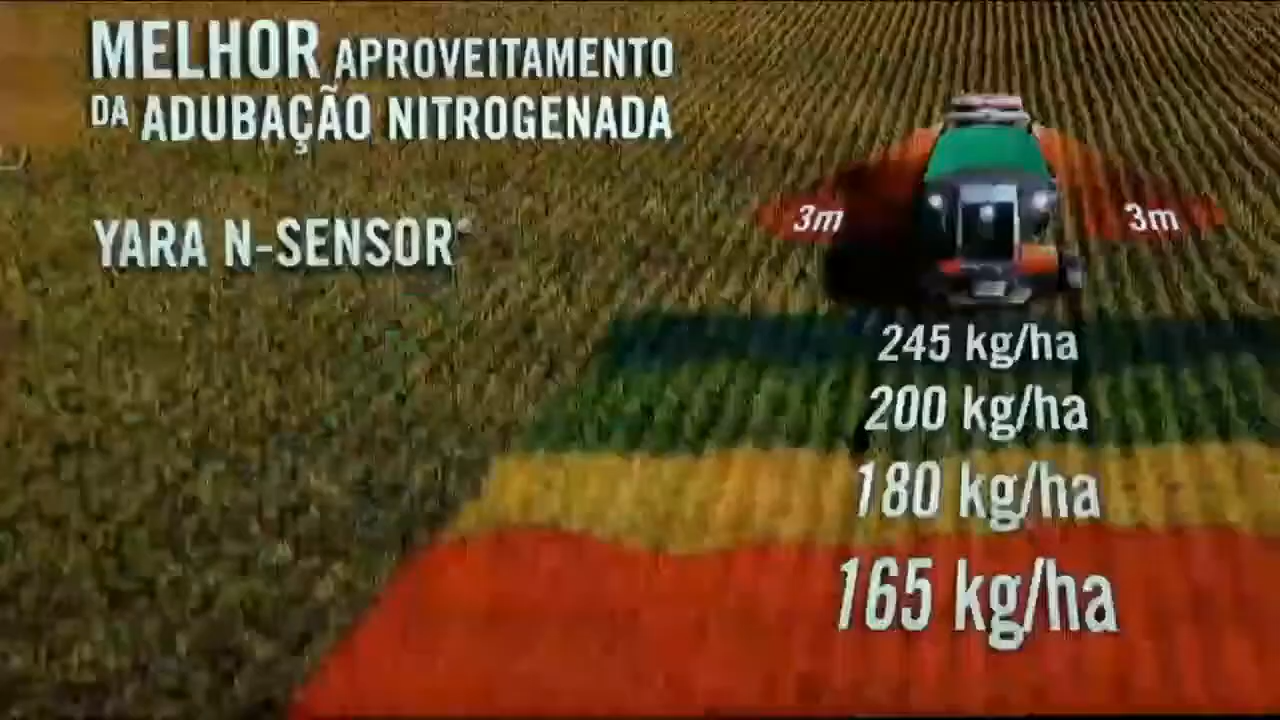 MELHOR APROVEITAMENTO
DA ADUBAÇÃO NITROGENADA
YARA N-SENSOR
3m 3m
245 kg/ha
200 kg/ha
180 kg/ha
165 kg/ha